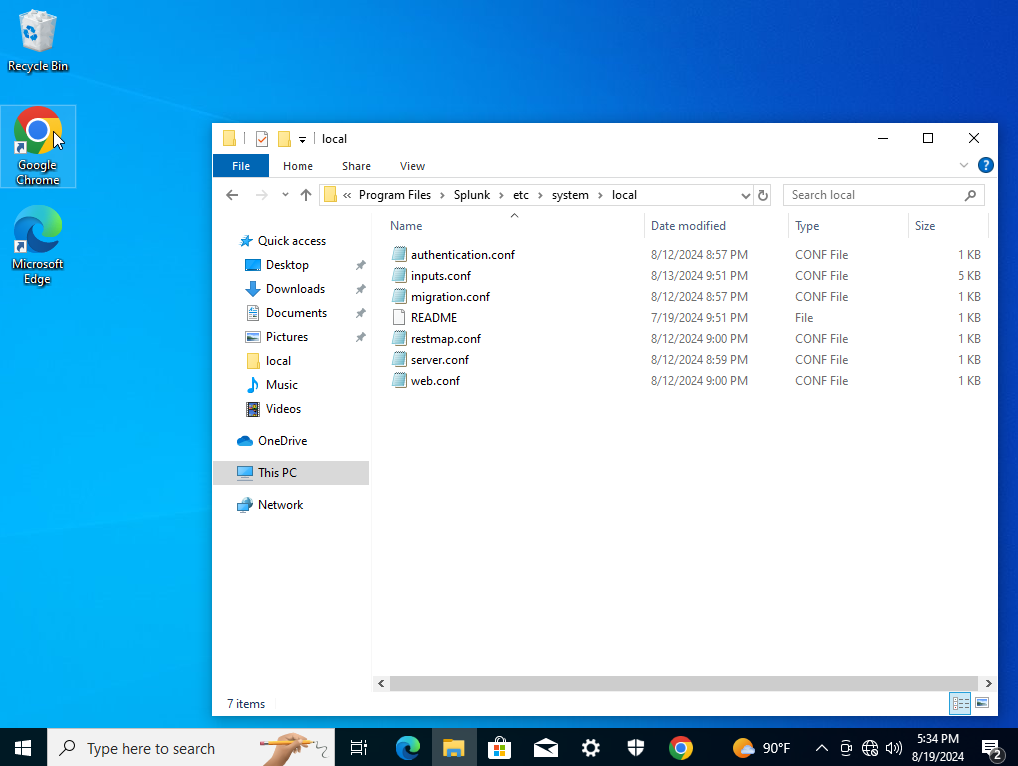 Recycle Bin
Google
Chrome
Microsoft
Edge
local
File Home Share View
« Program Files > Splunk > etc > system > local
Search local
Name Date modified Type Size
Quick access
Desktop
Downloads
Documents
Pictures
local
Music
Videos
OneDrive
This PC
Network
authentication.conf 8/12/2024 8:57 PM CONF File 1 KB
inputs.conf 8/13/2024 9:51 PM CONF File 5 KB
migration.conf 8/12/2024 8:57 PM CONF File 1 KB
README 7/19/2024 9:51 PM File 1 KB
restmap.conf 8/12/2024 9:00 PM CONF File 1 KB
server.conf 8/12/2024 8:59 PM CONF File 1 KB
web.conf 8/12/2024 9:00 PM CONF File 1 KB
7 items
Type here to search
90°F
5:34 PM
8/19/2024
2